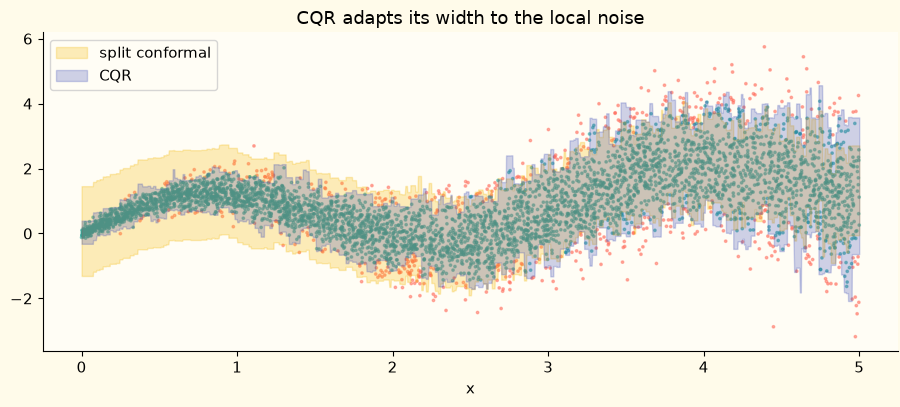 CQR adapts its width to the local noise
split conformal
CQR
6
4
2
0
−2
0 1 2 3 4 5
x